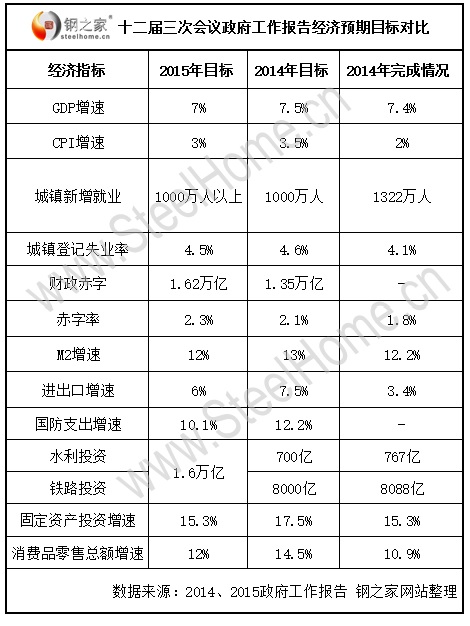 钢之家
steelhome.cn
十二届三次会议政府工作报告经济预期目标对比
经济指标 2015年目标 2014年目标 2014年完成情况
GDP增速 7% 7.5% 7.4%
CPI增速 3% 3.5% 2%
城镇新增就业 1000万人以上 1000万人 1322万人
城镇登记失业率 4.5% 4.6% 4.1%
财政赤字 1.62万亿 1.35万亿 -
赤字率 2.3% 2.1% 1.8%
M2增速 12% 13% 12.2%
进出口增速 6% 7.5% 3.4%
国防支出增速 10.1% 12.2% -
水利投资 1.6万亿 700亿 767亿
铁路投资 8000亿 8088亿
固定资产投资增速 15.3% 17.5% 15.3%
消费品零售总额增速 12% 14.5% 10.9%
数据来源：2014、2015政府工作报告 钢之家网站整理
www.SteelHome.cn
www.SteelHome.cn